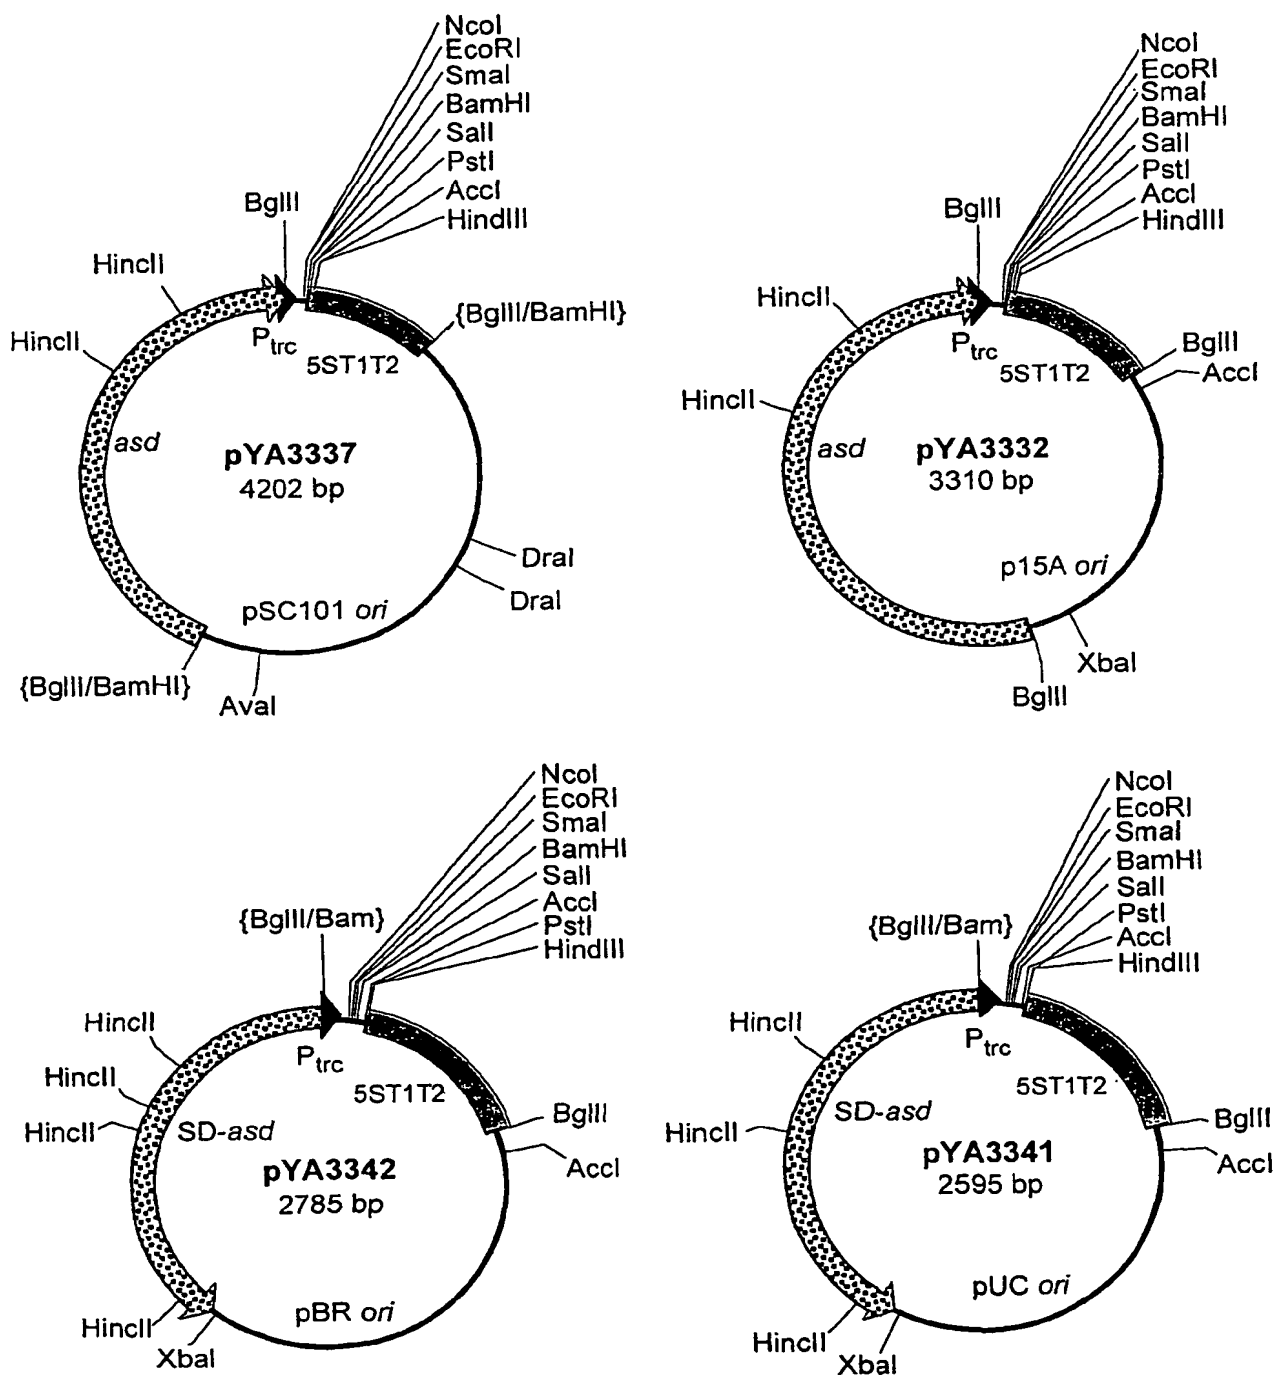 NcoI
EcoRI
SmaI
BamHI
SalI
PstI
AccI
HindIII
BglII
HincII
HincII
{BglII/BamHI}
Ptrc
5ST1T2
asd
pYA3337
4202 bp
DraI
DraI
pSC101 ori
{BglII/BamHI}
AvaI
NcoI
EcoRI
SmaI
BamHI
SalI
PstI
AccI
HindIII
BglII
HincII
HincII
Ptrc
5ST1T2
BglII
AccI
asd
pYA3332
3310 bp
p15A ori
XbaI
BglII
NcoI
EcoRI
SmaI
BamHI
SalI
AccI
PstI
HindIII
{BglII/Bam}
HincII
HincII
HincII
Ptrc
5ST1T2
BglII
AccI
SD-asd
pYA3342
2785 bp
pBR ori
HincII
XbaI
NcoI
EcoRI
SmaI
BamHI
SalI
PstI
AccI
HindIII
{BglII/Bam}
HincII
HincII
Ptrc
5ST1T2
BglII
AccI
SD-asd
pYA3341
2595 bp
pUC ori
HincII
XbaI